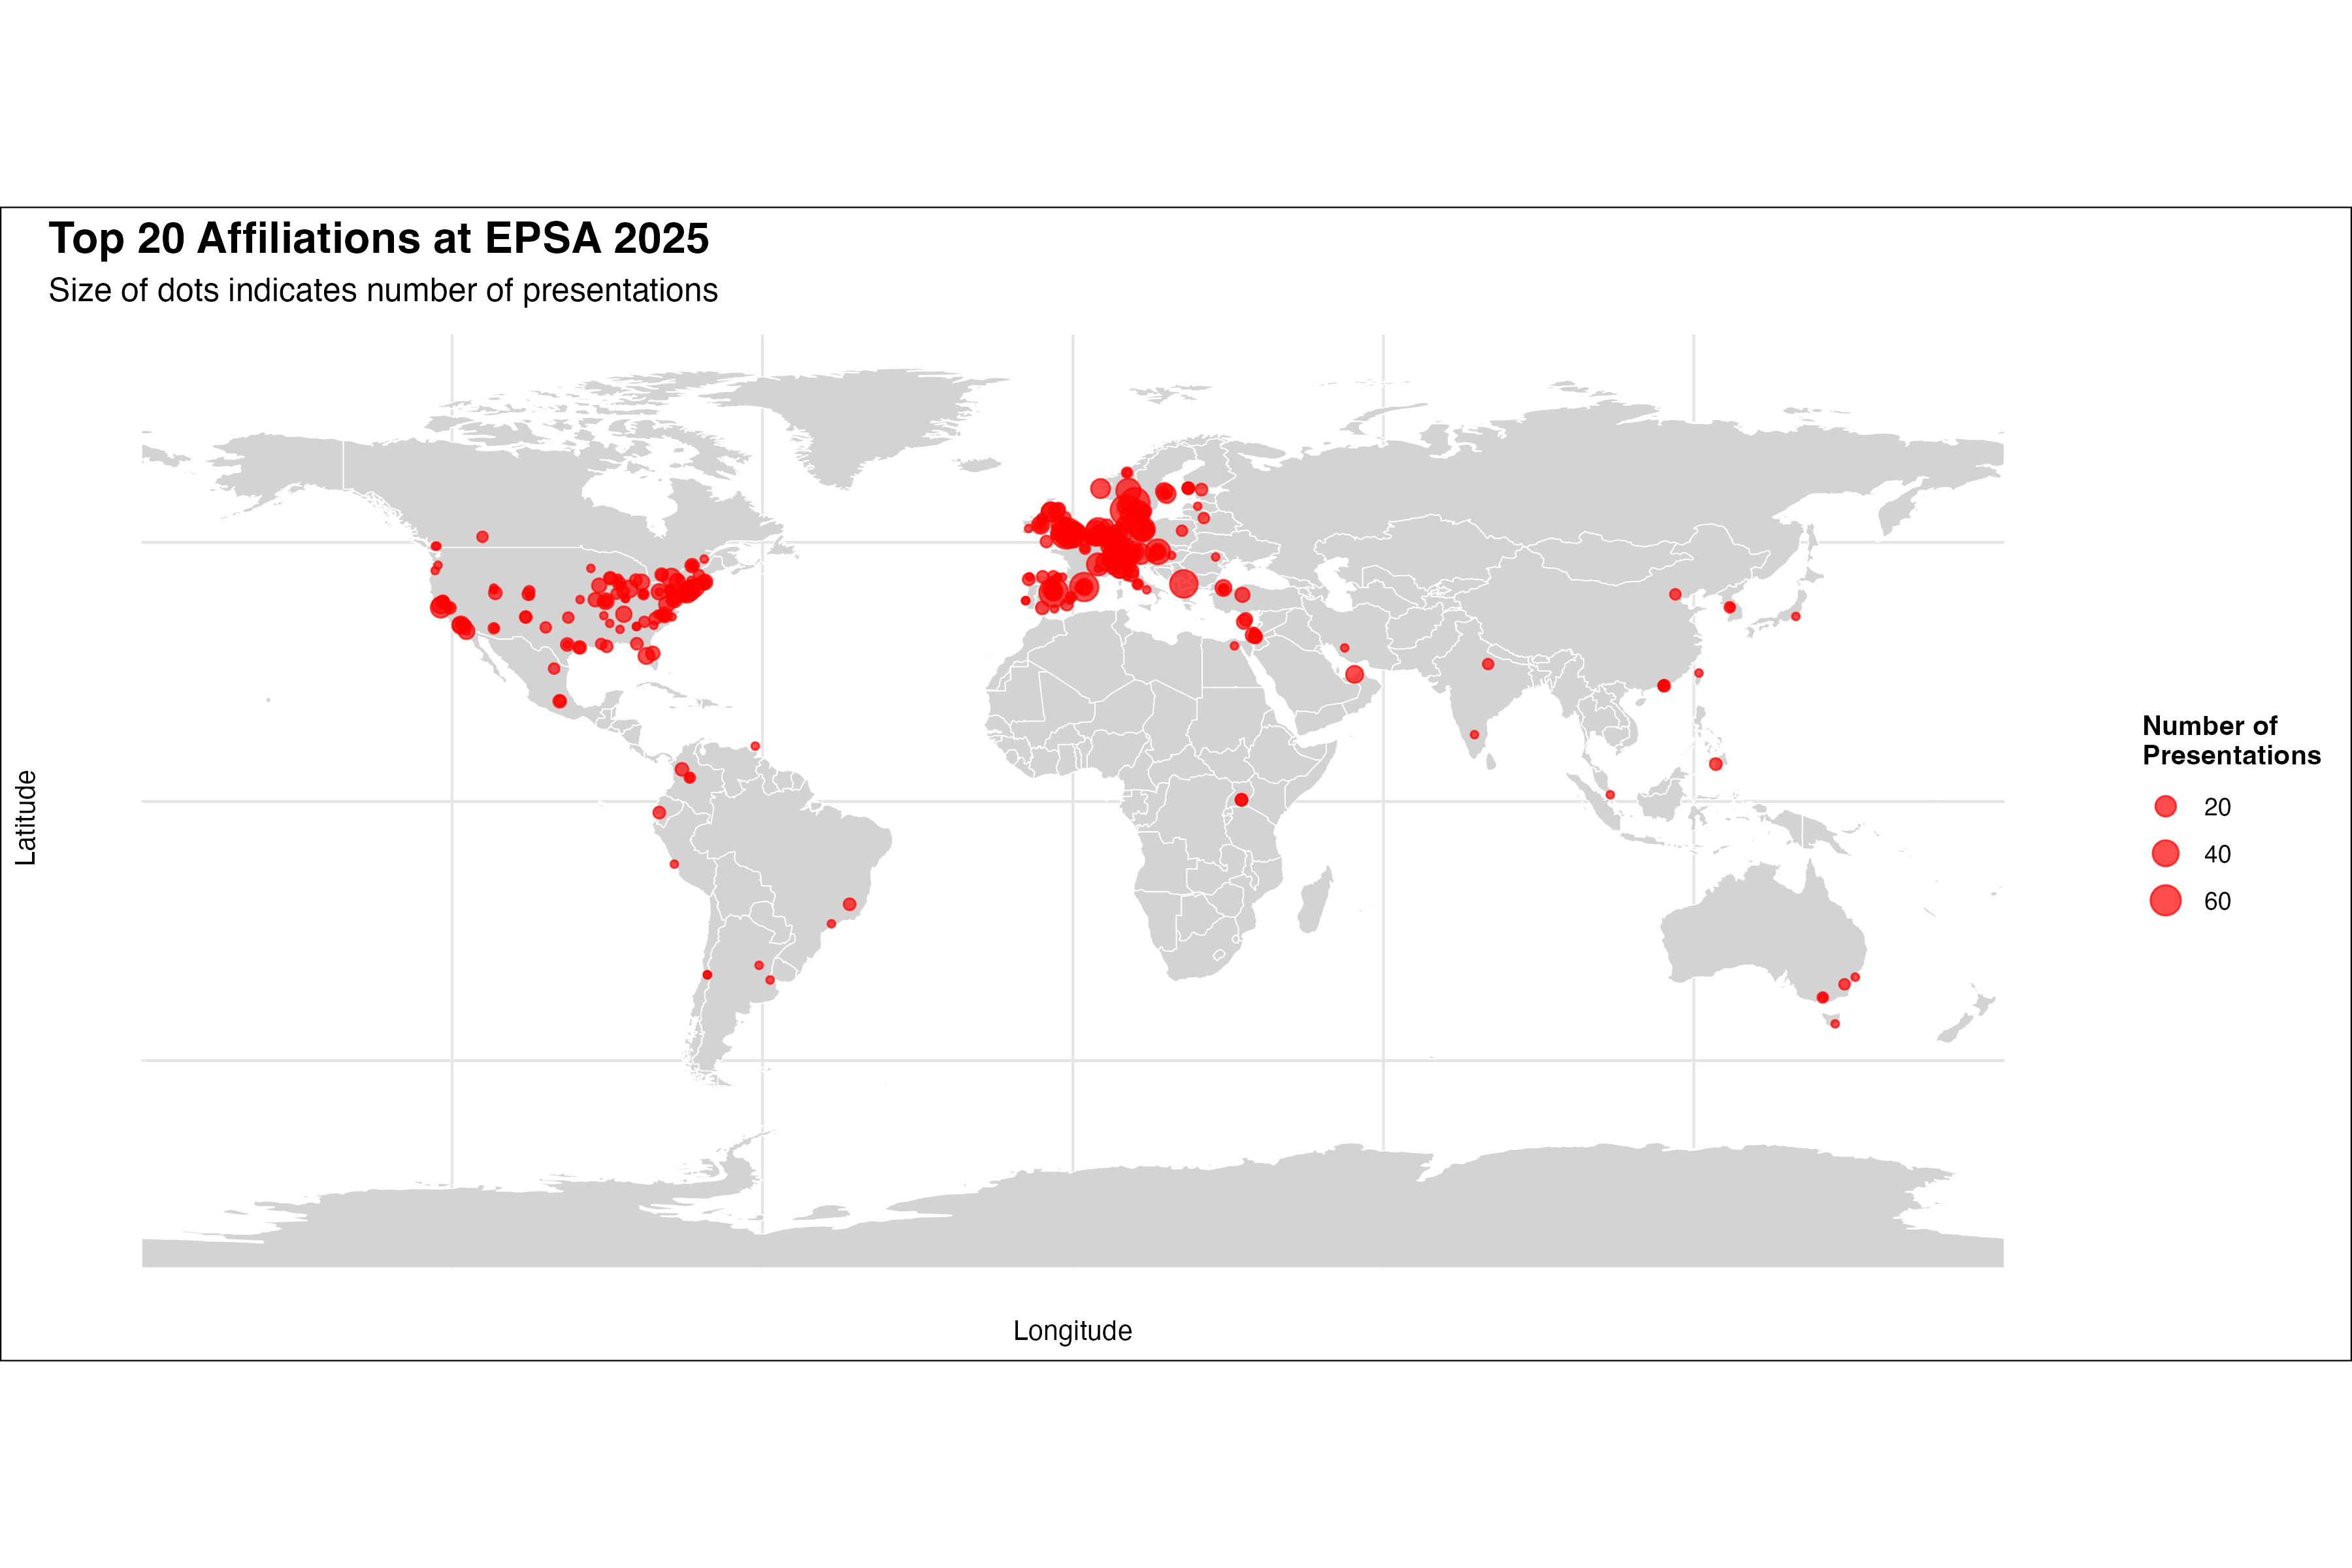 Top 20 Affiliations at EPSA 2025
Size of dots indicates number of presentations
Latitude
Number of
Presentations
20
40
60
Longitude